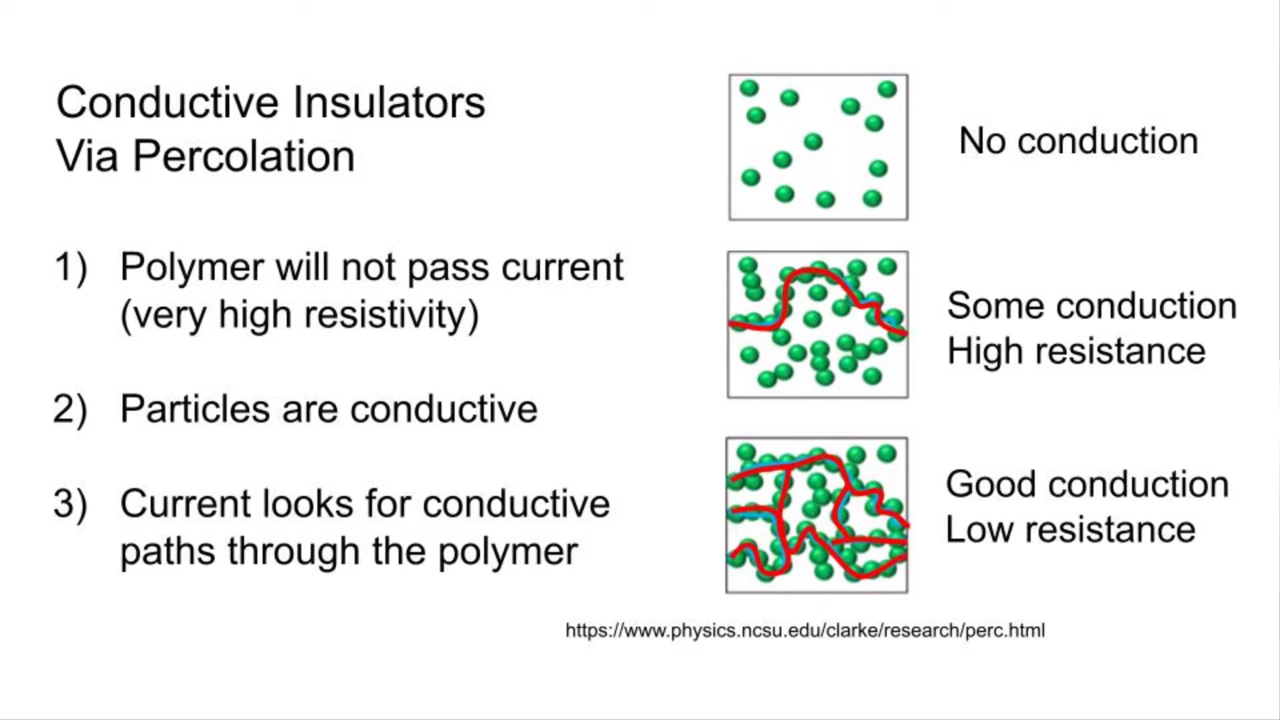 Conductive Insulators
Via Percolation
1) Polymer will not pass current
(very high resistivity)
2) Particles are conductive
3) Current looks for conductive
paths through the polymer
No conduction
Some conduction
High resistance
Good conduction
Low resistance
https://www.physics.ncsu.edu/clarke/research/perc.html